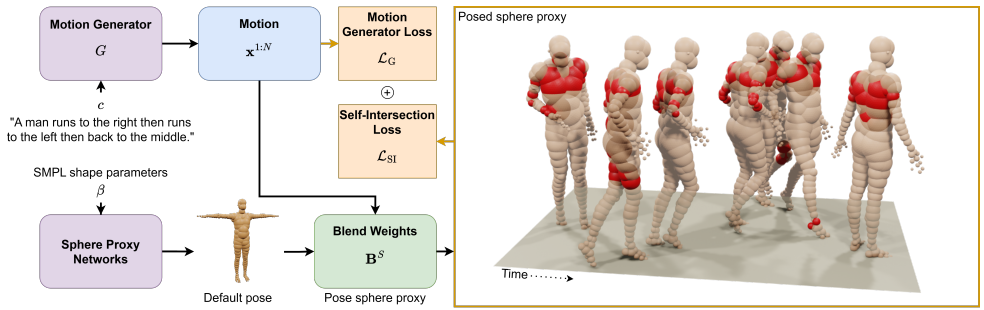 Motion Generator
G
c
"A man runs to the right then runs
to the left then back to the middle."
Motion
x^{1:N}
Motion
Generator Loss
ℒ_G
⊕
Self-Intersection
Loss
ℒ_SI
SMPL shape parameters
β
Sphere Proxy
Networks
Default pose
Blend Weights
B^S
Pose sphere proxy
Posed sphere proxy
Time